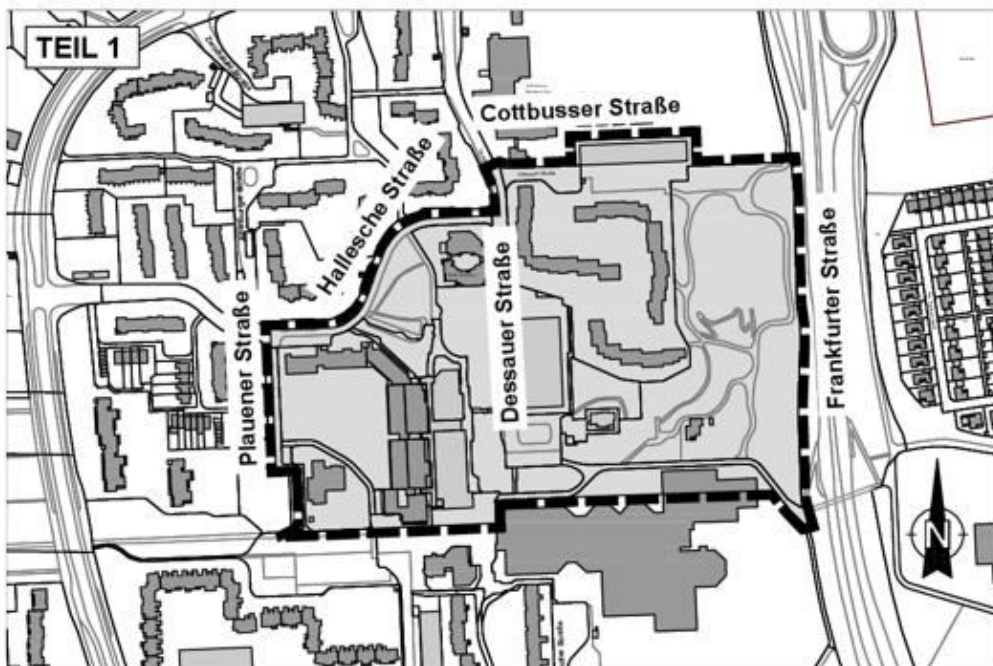 TEIL 1
Cottbusser Straße
Hallesche Straße
Plauener Straße
Dessauer Straße
Frankfurter Straße
N